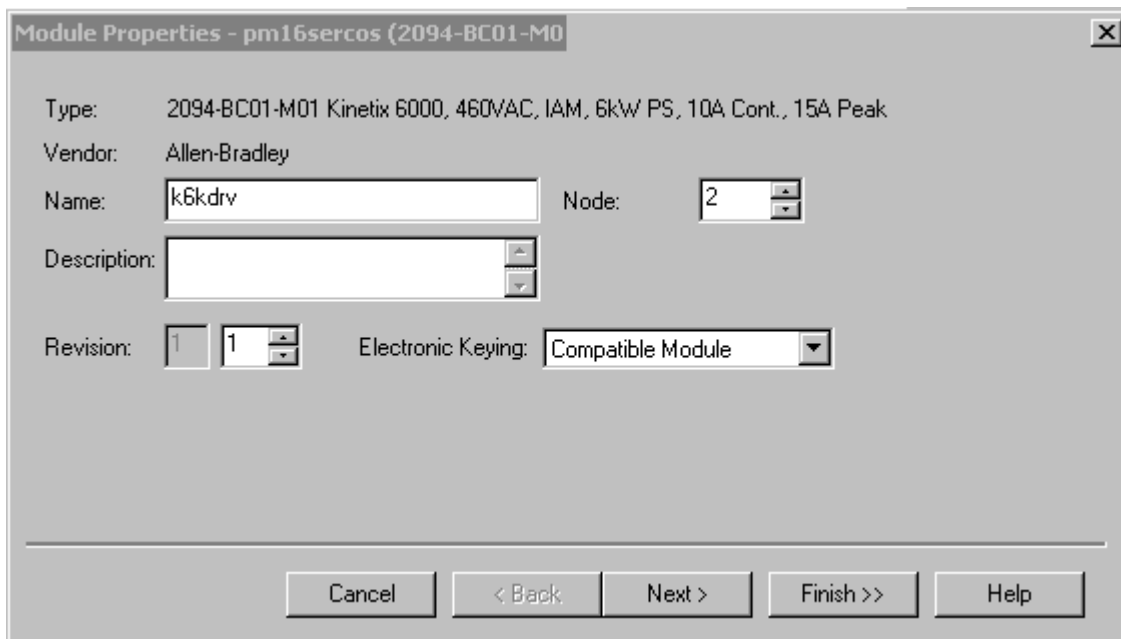 Module Properties - pm16sercos (2094-BC01-M0
Type: 2094-BC01-M01 Kinetix 6000, 460VAC, IAM, 6kW PS, 10A Cont., 15A Peak
Vendor: Allen-Bradley
Name: k6kdrv Node: 2
Description:
Revision: 1 1 Electronic Keying: Compatible Module
Cancel < Back Next > Finish >> Help